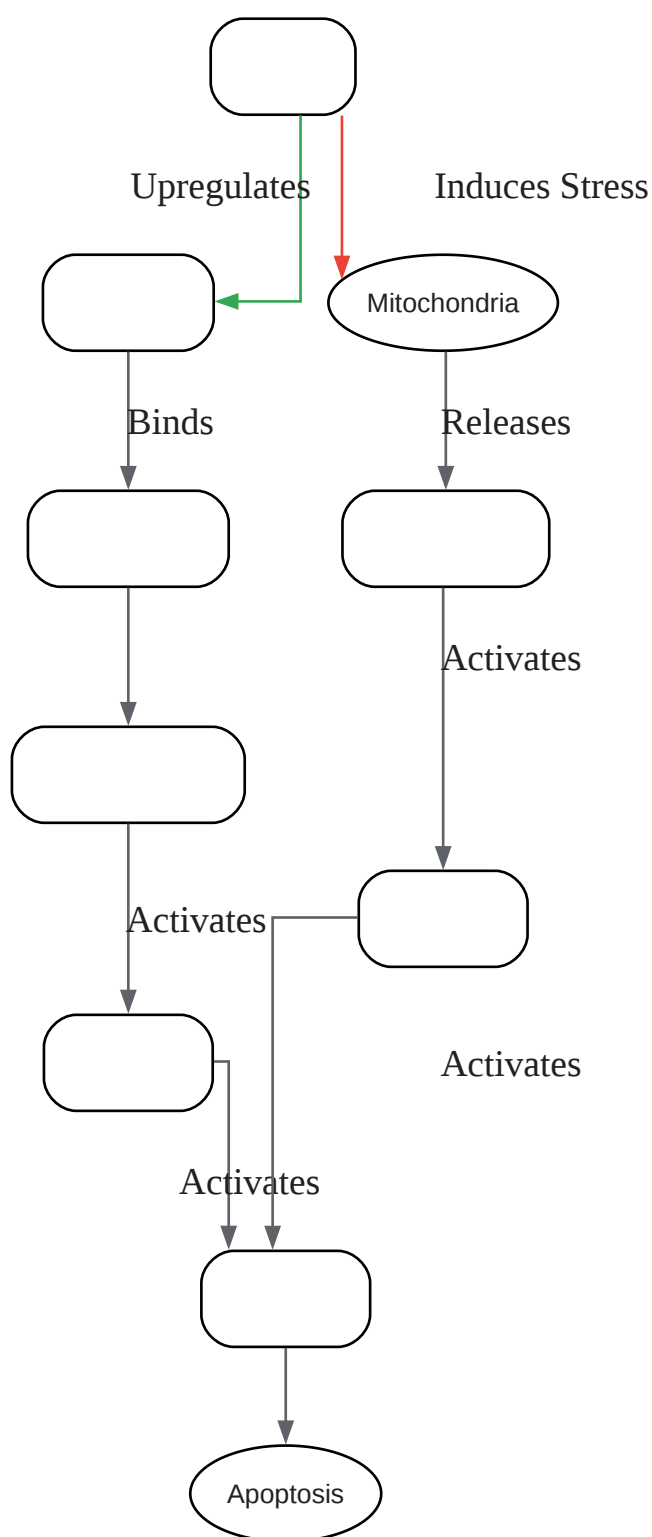 Upregulates
Induces Stress
Mitochondria
Binds
Releases
Activates
Activates
Activates
Activates
Apoptosis